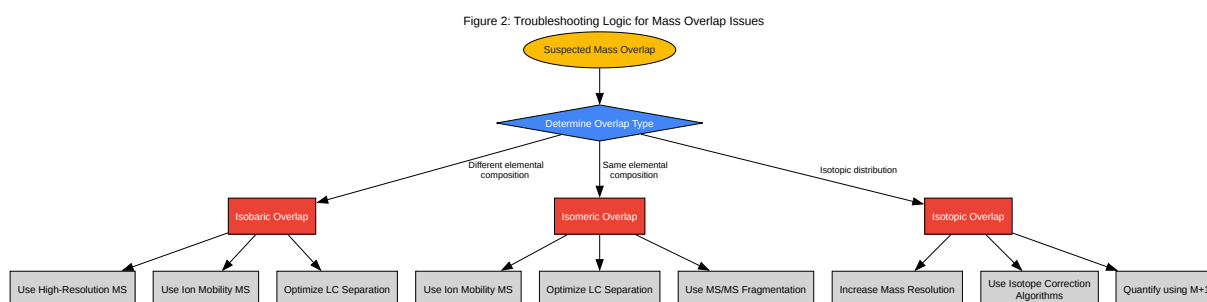 Figure 2: Troubleshooting Logic for Mass Overlap Issues
Suspected Mass Overlap
Determine Overlap Type
Different elemental
composition
Same elemental
composition
Isotopic distribution
Isobaric Overlap
Isomeric Overlap
Isotopic Overlap
Use High-Resolution MS
Use Ion Mobility MS
Optimize LC Separation
Use Ion Mobility MS
Optimize LC Separation
Use MS/MS Fragmentation
Increase Mass Resolution
Use Isotope Correction
Algorithms
Quantify using M+1